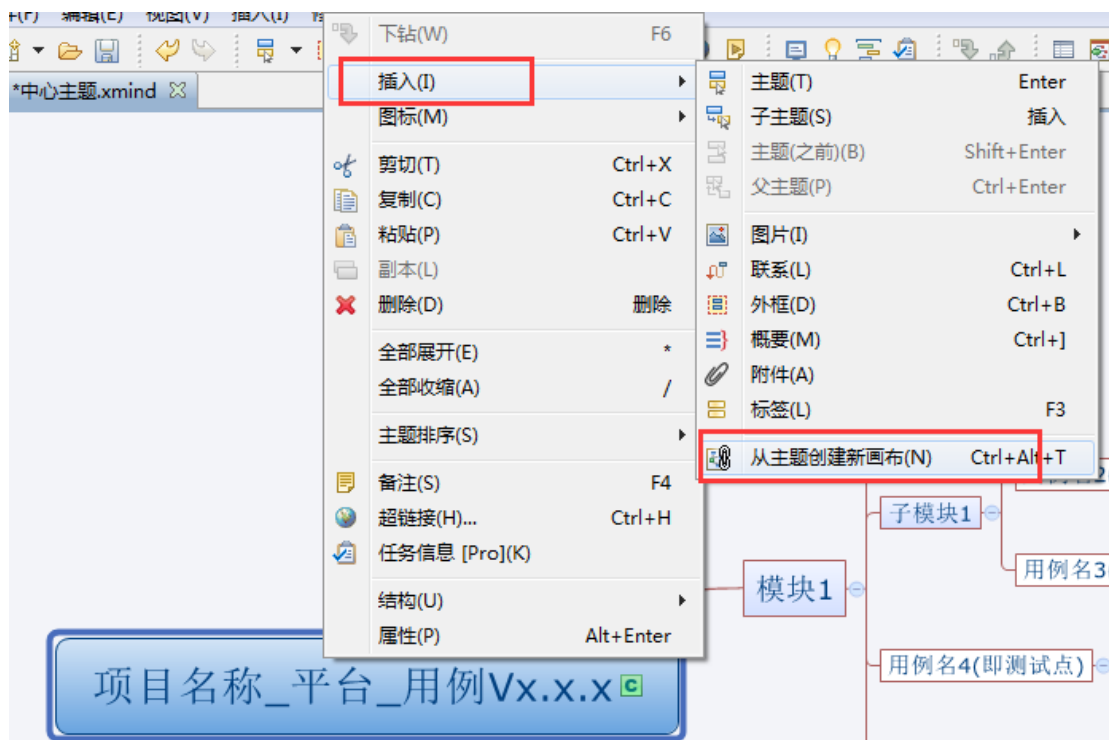 编辑(E) 视图(V) 插入(I)
*中心主题.xmind
下钻(W) F6
插入(I)
图标(M)
剪切(T) Ctrl+X
复制(C) Ctrl+C
粘贴(P) Ctrl+V
副本(L)
删除(D) 删除
全部展开(E) *
全部收缩(A) /
主题排序(S)
备注(S) F4
超链接(H)... Ctrl+H
任务信息 [Pro](K)
结构(U)
属性(P) Alt+Enter
主题(T) Enter
子主题(S) 插入
主题(之前)(B) Shift+Enter
父主题(P) Ctrl+Enter
图片(I)
联系(L) Ctrl+L
外框(D) Ctrl+B
概要(M) Ctrl+]
附件(A)
标签(L) F3
从主题创建新画布(N) Ctrl+Alt+T
子模块1
用例名3
模块1
用例名4(即测试点)
项目名称_平台_用例Vx.x.x